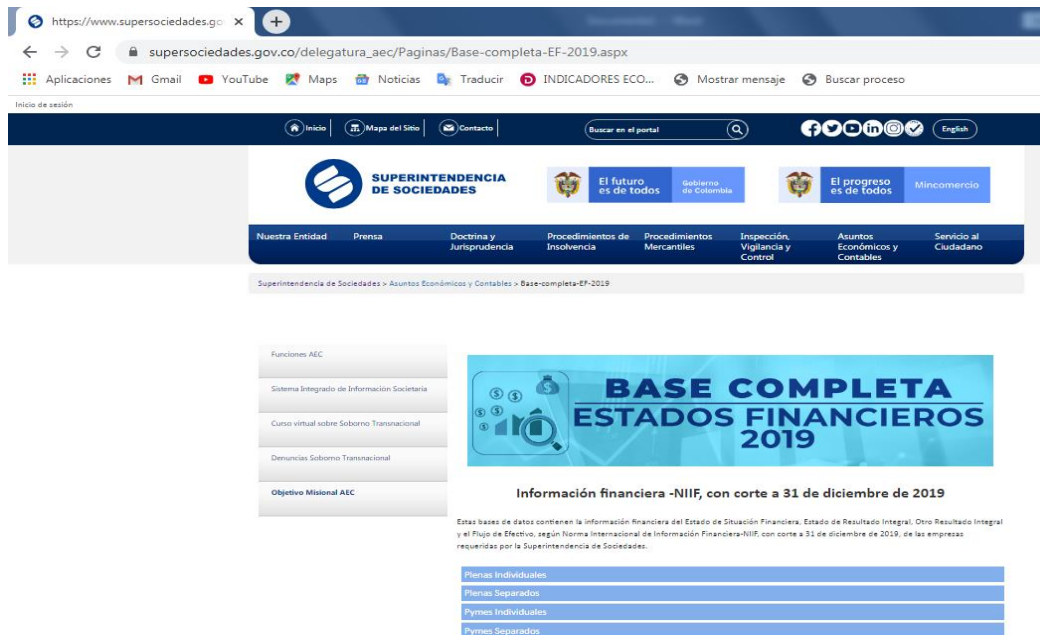 https://www.supersociedades.go
supersociedades.gov.co/delegatura_aec/Paginas/Base-completa-EF-2019.aspx
Aplicaciones Gmail YouTube Maps Noticias Traducir INDICADORES ECO... Mostrar mensaje Buscar proceso
Inicio de sesión
Inicio Mapa del Sitio Contacto Buscar en el portal English
SUPERINTENDENCIA
DE SOCIEDADES
El futuro
es de todos
Gobierno
de Colombia
El progreso
es de todos
Mincomercio
Nuestra Entidad
Prensa
Doctrina y
Jurisprudencia
Procedimientos de
Insolvencia
Procedimientos
Mercantiles
Inspección,
Vigilancia y
Control
Asuntos
Económicos y
Contables
Servicio al
Ciudadano
Superintendencia de Sociedades > Asuntos Económicos y Contables > Base-completa-EF-2019
Funciones AEC
Sistema Integrado de Información Societaria
Curso virtual sobre Soborno Transnacional
Denuncias Soborno Transnacional
Objetivo Misional AEC
BASE COMPLETA
ESTADOS FINANCIEROS
2019
Información financiera -NIIF, con corte a 31 de diciembre de 2019
Estas bases de datos contienen la información financiera del Estado de Situación Financiera, Estado de Resultado Integral, Otro Resultado Integral
y el Flujo de Efectivo, según Norma Internacional de Información Financiera-NIIF, con corte a 31 de diciembre de 2019, de las empresas
requeridas por la Superintendencia de Sociedades.
Plenas Individuales
Plenas Separados
Pymes Individuales
Pymes Separados